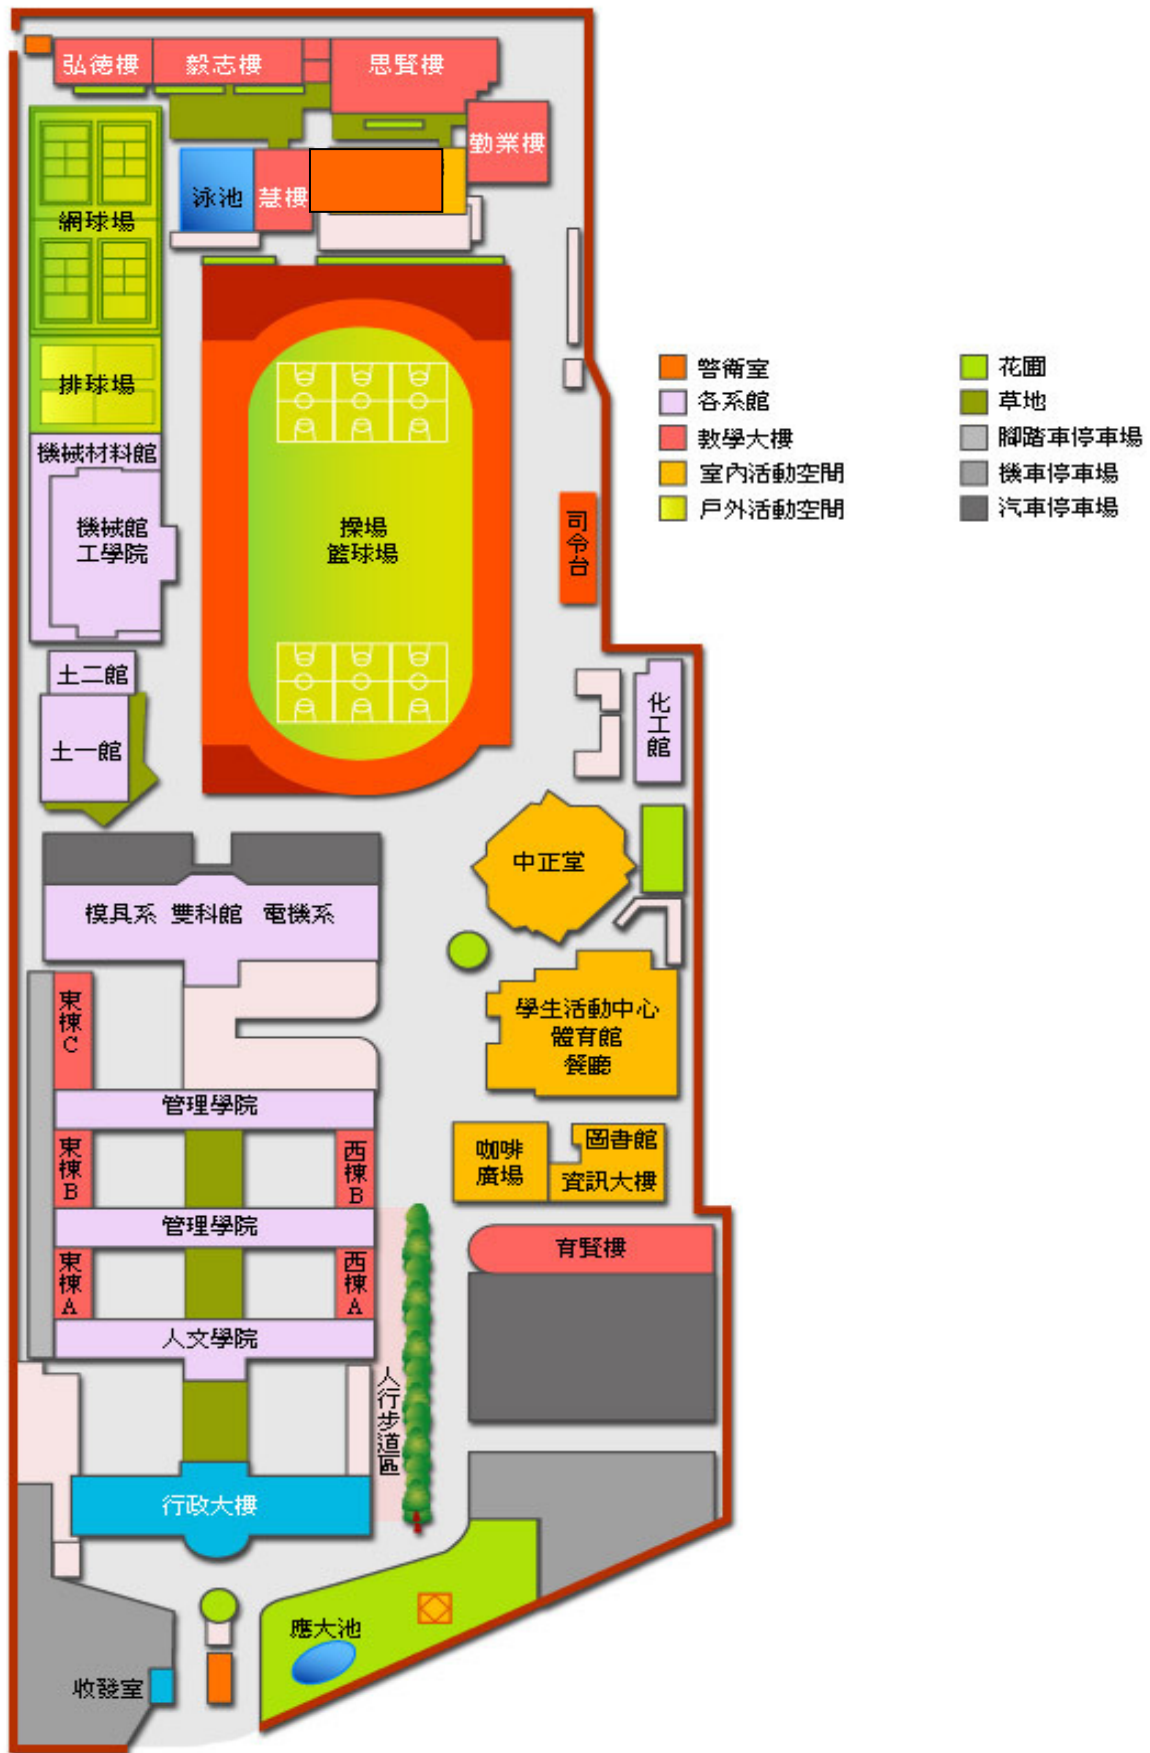 弘德樓
毅志樓
思賢樓
勤業樓
泳池
慧樓
網球場
排球場
機械材料館
機械館
工學院
操場
籃球場
司令台
警衛室
各系館
教學大樓
室內活動空間
戶外活動空間
花圃
草地
腳踏車停車場
機車停車場
汽車停車場
土二館
土一館
化工館
中正堂
模具系 雙科館 電機系
東棟C
學生活動中心
體育館
餐廳
管理學院
東棟B
西棟B
咖啡
廣場
圖書館
資訊大樓
管理學院
育賢樓
東棟A
西棟A
人文學院
人行步道區
行政大樓
應大池
收發室